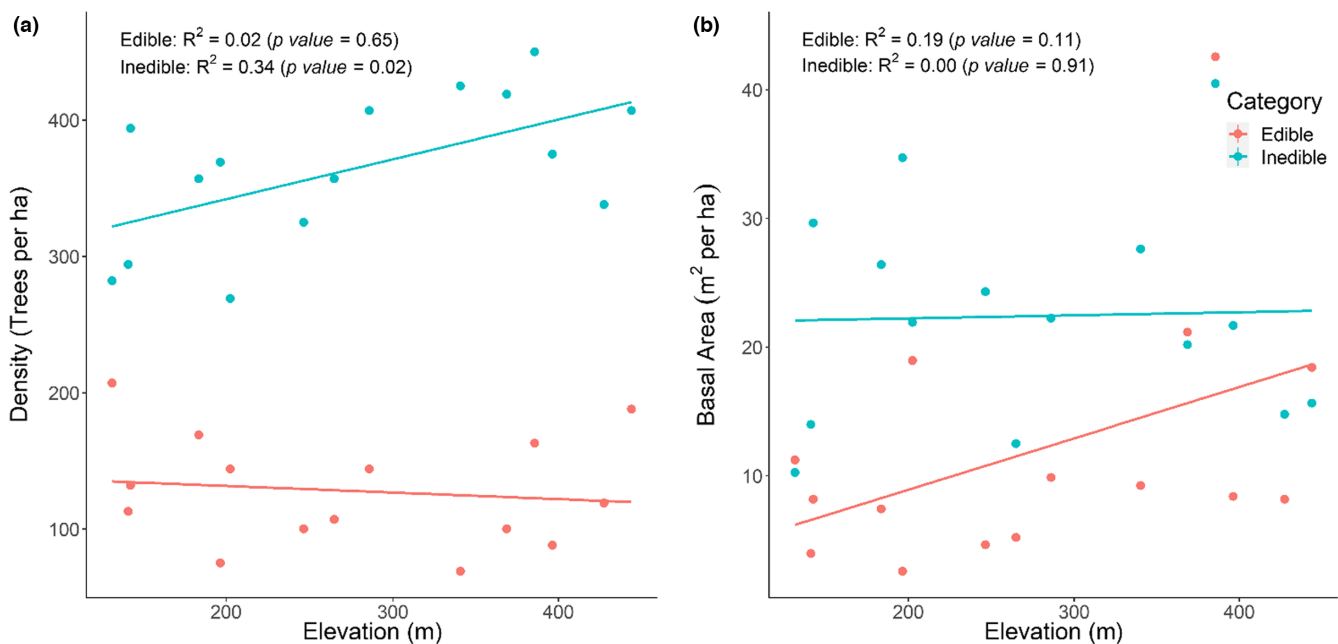 (a)
Edible: R² = 0.02 (p value = 0.65)
Inedible: R² = 0.34 (p value = 0.02)
Density (Trees per ha)
400
300
200
100
200
300
400
Elevation (m)
(b)
Edible: R² = 0.19 (p value = 0.11)
Inedible: R² = 0.00 (p value = 0.91)
Category
Edible
Inedible
Basal Area (m² per ha)
40
30
20
10
200
300
400
Elevation (m)